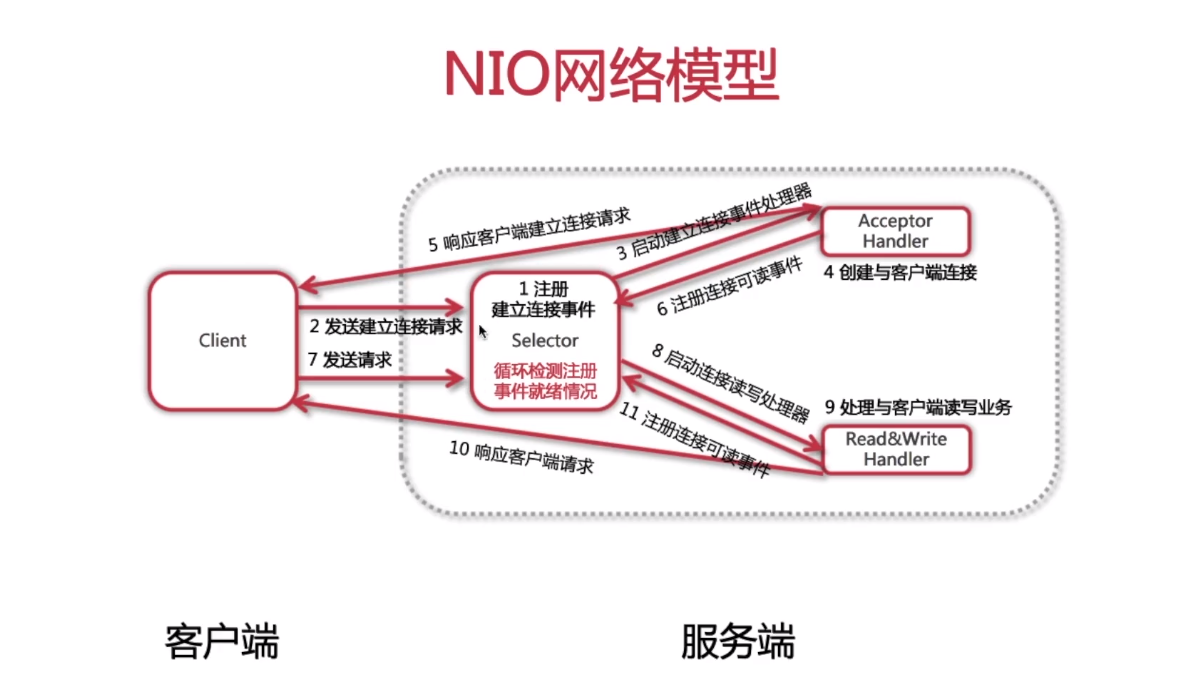 NIO网络模型
5 响应客户端建立连接请求
3 启动建立连接事件处理器
Acceptor
Handler
4 创建与客户端连接
6 注册连接可读事件
1 注册
建立连接事件
Selector
循环检测注册
事件就绪情况
Client
2 发送建立连接请求
7 发送请求
8 启动连接读写处理器
9 处理与客户端读写业务
Read&Write
Handler
11 注册连接可读事件
10 响应客户端请求
客户端
服务端